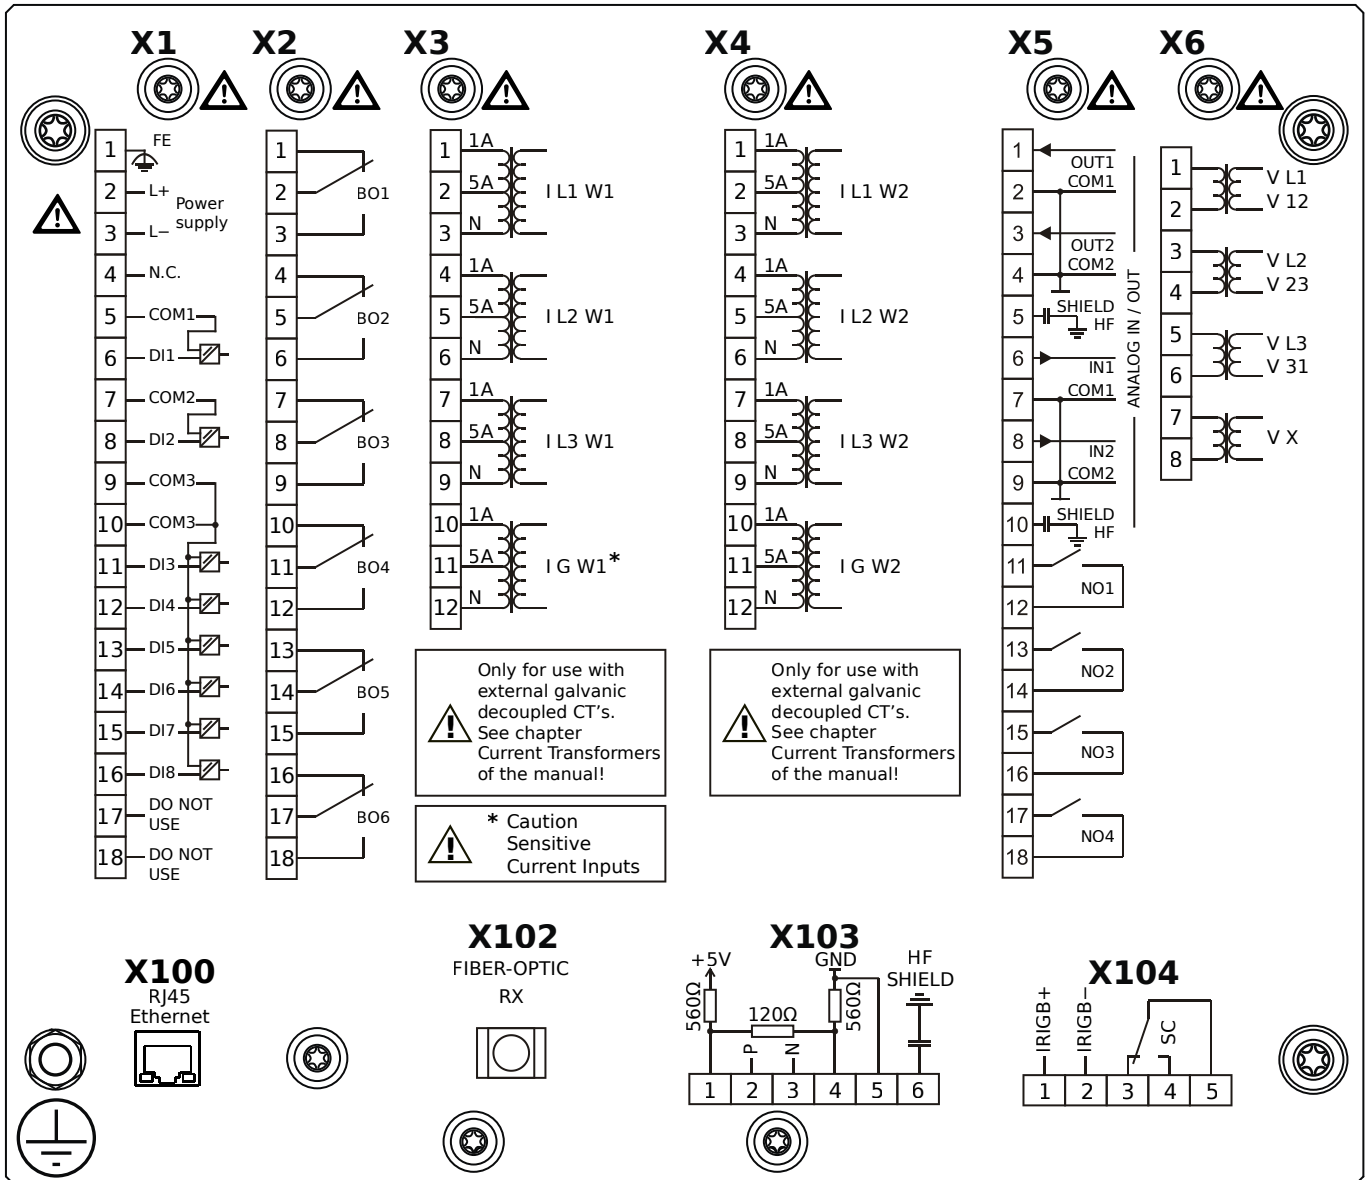 X1
X2
X3
X4
X5
X6
1 FE
2 L+
Power
supply
3 L−
4 N.C.
5 COM1
6 DI1
7 COM2
8 DI2
9 COM3
10 COM3
11 DI3
12 DI4
13 DI5
14 DI6
15 DI7
16 DI8
17 DO NOT
USE
18 DO NOT
USE
1
2 BO1
3
4
5 BO2
6
7
8 BO3
9
10
11 BO4
12
13
14 BO5
15
16
17 BO6
18
1 1A
2 5A I L1 W1
3 N
4 1A
5 5A I L2 W1
6 N
7 1A
8 5A I L3 W1
9 N
10 1A
11 5A I G W1*
12 N
Only for use with
external galvanic
decoupled CT's.
See chapter
Current Transformers
of the manual!
* Caution
Sensitive
Current Inputs
1 1A
2 5A I L1 W2
3 N
4 1A
5 5A I L2 W2
6 N
7 1A
8 5A I L3 W2
9 N
10 1A
11 5A I G W2
12 N
Only for use with
external galvanic
decoupled CT's.
See chapter
Current Transformers
of the manual!
1
OUT1
2 COM1
3
OUT2
4 COM2
5 SHIELD
HF
6
IN1
7 COM1
8
IN2
9 COM2
10 SHIELD
HF
ANALOG IN / OUT
11
NO1
12
13
NO2
14
15
NO3
16
17
NO4
18
1 V L1
2 V 12
3 V L2
4 V 23
5 V L3
6 V 31
7
V X
8
X100
RJ45
Ethernet
X102
FIBER-OPTIC
RX
X103
+5V
GND
HF
SHIELD
560Ω
120Ω
560Ω
P
N
1 2 3 4 5 6
X104
IRIGB+
IRIGB−
SC
1 2 3 4 5